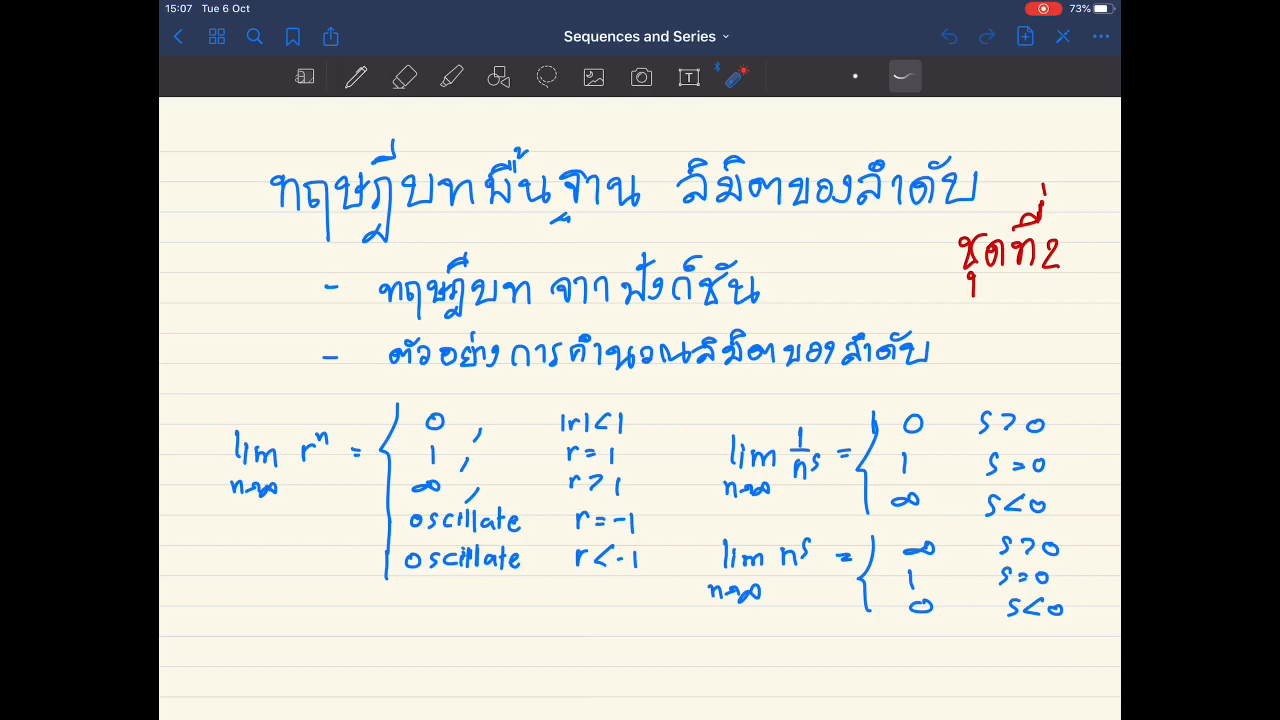 15:07 Tue 6 Oct
73%
Sequences and Series
T
ทฤษฎีบทพื้นฐาน ลิมิตของลำดับ
ชุดที่ 2
- ทฤษฎีบท จากฟังก์ชัน
- ตัวอย่างการคำนวณลิมิตของลำดับ
lim n→∞ rⁿ = {
0 , |r| < 1
1 , r = 1
∞ , r > 1
oscillate r = -1
oscillate r < -1
lim n→∞ 1/nˢ = {
0 s > 0
1 s = 0
∞ s < 0
lim n→∞ nˢ = {
∞ s > 0
1 s = 0
0 s < 0